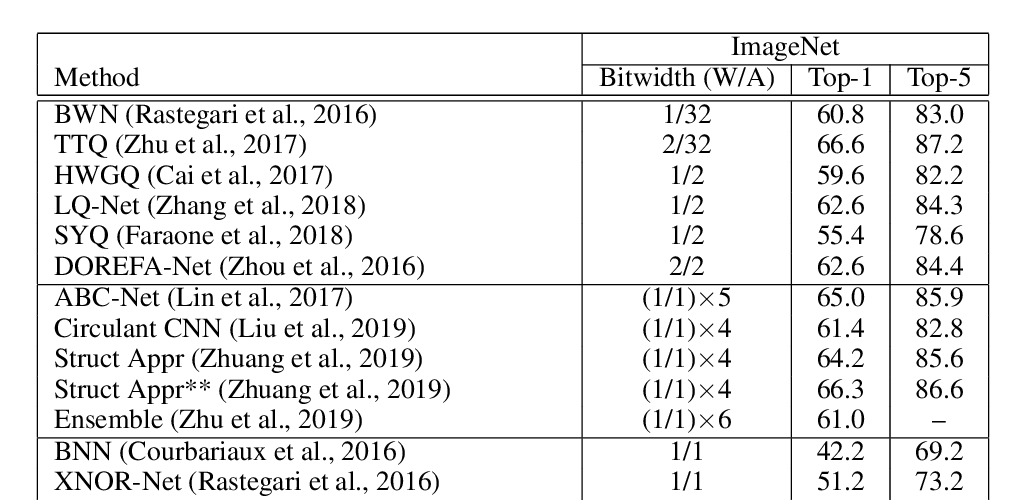 ImageNet
Method Bitwidth (W/A) Top-1 Top-5
BWN (Rastegari et al., 2016) 1/32 60.8 83.0
TTQ (Zhu et al., 2017) 2/32 66.6 87.2
HWGQ (Cai et al., 2017) 1/2 59.6 82.2
LQ-Net (Zhang et al., 2018) 1/2 62.6 84.3
SYQ (Faraone et al., 2018) 1/2 55.4 78.6
DOREFA-Net (Zhou et al., 2016) 2/2 62.6 84.4
ABC-Net (Lin et al., 2017) (1/1)×5 65.0 85.9
Circulant CNN (Liu et al., 2019) (1/1)×4 61.4 82.8
Struct Appr (Zhuang et al., 2019) (1/1)×4 64.2 85.6
Struct Appr** (Zhuang et al., 2019) (1/1)×4 66.3 86.6
Ensemble (Zhu et al., 2019) (1/1)×6 61.0 –
BNN (Courbariaux et al., 2016) 1/1 42.2 69.2
XNOR-Net (Rastegari et al., 2016) 1/1 51.2 73.2